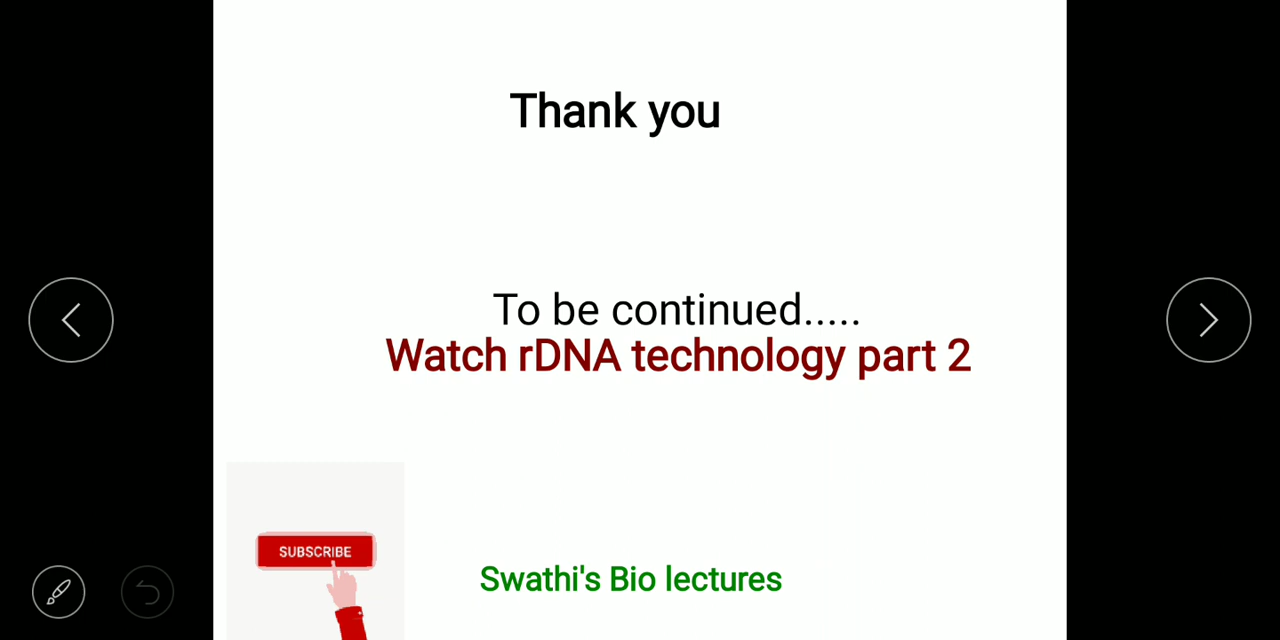 Thank you
To be continued.....
Watch rDNA technology part 2
SUBSCRIBE
Swathi's Bio lectures